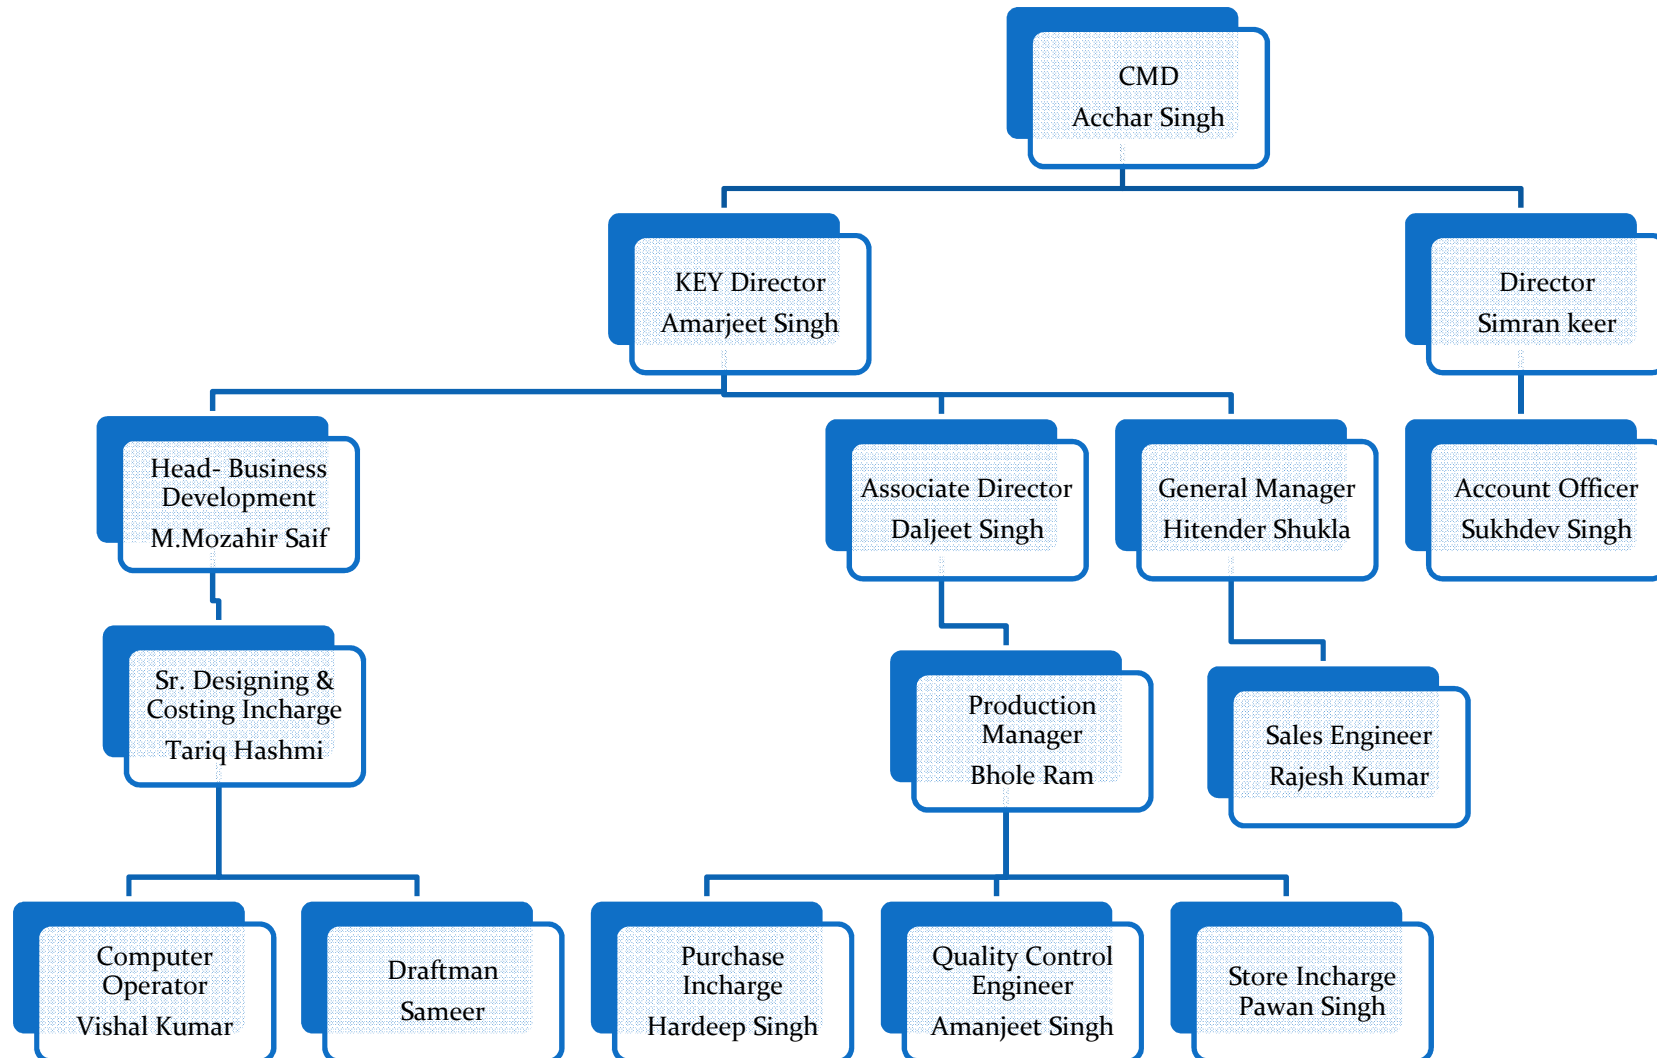 CMD
Acchar Singh
KEY Director
Amarjeet Singh
Director
Simran keer
Head- Business
Development
M.Mozahir Saif
Associate Director
Daljeet Singh
General Manager
Hitender Shukla
Account Officer
Sukhdev Singh
Sr. Designing &
Costing Incharge
Tariq Hashmi
Production
Manager
Bhole Ram
Sales Engineer
Rajesh Kumar
Computer
Operator
Vishal Kumar
Draftman
Sameer
Purchase
Incharge
Hardeep Singh
Quality Control
Engineer
Amanjeet Singh
Store Incharge
Pawan Singh